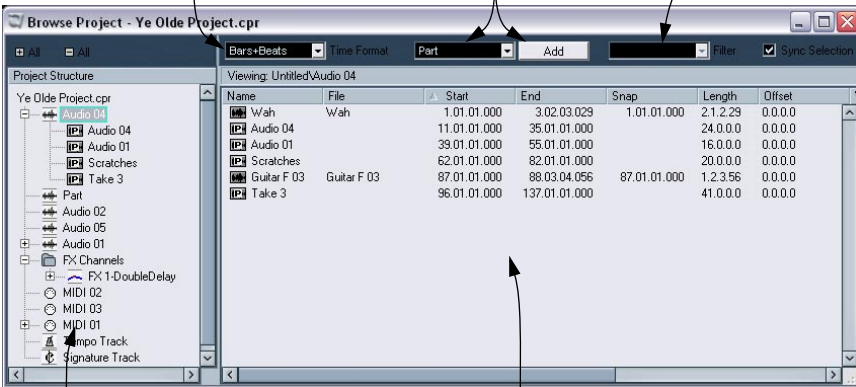 Browse Project - Ye Olde Project.cpr
All All Bars+Beats Time Format Part Add Filter Sync Selection
Project Structure
Viewing: Untitled\Audio 04
Ye Olde Project.cpr
Audio 04
Audio 04
Audio 01
Scratches
Take 3
Part
Audio 02
Audio 05
Audio 01
FX Channels
FX 1-DoubleDelay
MIDI 02
MIDI 03
MIDI 01
Tempo Track
Signature Track
Name File Start End Snap Length Offset
Wah Wah 1.01.01.000 3.02.03.029 1.01.01.000 2.1.2.29 0.0.0.0
Audio 04 11.01.01.000 35.01.01.000 24.0.0.0 0.0.0.0
Audio 01 39.01.01.000 55.01.01.000 16.0.0.0 0.0.0.0
Scratches 62.01.01.000 82.01.01.000 20.0.0.0 0.0.0.0
Guitar F 03 Guitar F 03 87.01.01.000 88.03.04.056 87.01.01.000 1.2.3.56 0.0.0.0
Take 3 96.01.01.000 137.01.01.000 41.0.0.0 0.0.0.0